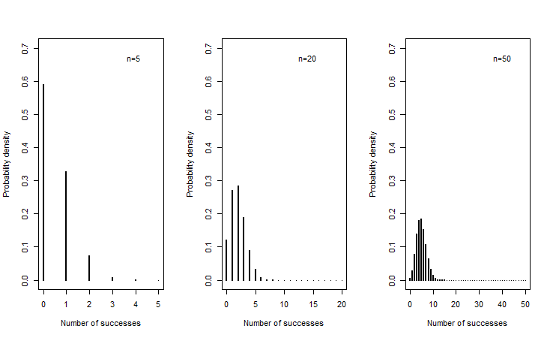 n=5
0.0 0.1 0.2 0.3 0.4 0.5 0.6 0.7
Probability density
0 1 2 3 4 5
Number of successes
n=20
0.0 0.1 0.2 0.3 0.4 0.5 0.6 0.7
Probability density
0 5 10 15 20
Number of successes
n=50
0.0 0.1 0.2 0.3 0.4 0.5 0.6 0.7
Probability density
0 10 20 30 40 50
Number of successes